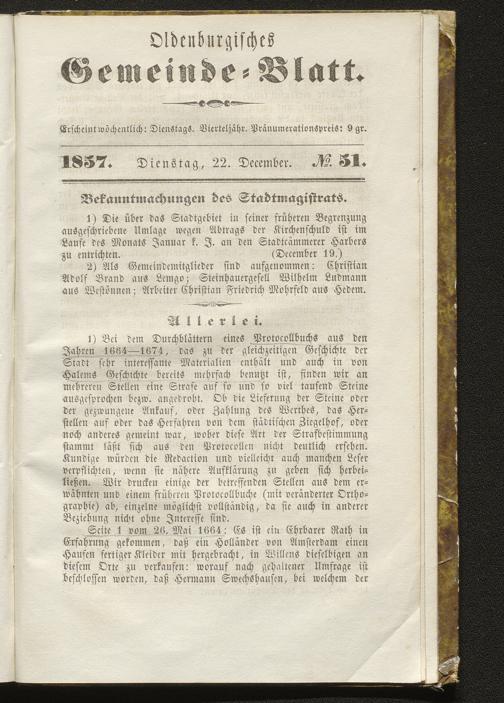 Oldenburgisches
Gemeinde-Blatt.
Erscheint wöchentlich: Dienstags. Vierteljähr. Pränumerationspreis: 9 gr.
1857. Dienstag, 22. December. № 51.
Bekanntmachungen des Stadtmagistrats.
1) Die über das Stadtgebiet in seiner früheren Begrenzung
ausgeschriebene Umlage wegen Abtrags der Kirchenschuld ist im
Laufe des Monats Januar k. J. an den Stadtcämmerer Harbers
zu entrichten. (December 19.)
2) Als Gemeindemitglieder sind aufgenommen: Christian
Adolf Brand aus Lemgo; Steinhauergesell Wilhelm Ludmann
aus Westönnen; Arbeiter Christian Friedrich Mohrfeld aus Hedem.
Allerlei.
1) Bei dem Durchblättern eines Protocollbuchs aus den
Jahren 1664—1674, das zu der gleichzeitigen Geschichte der
Stadt sehr interessante Materialien enthält und auch in von
Halems Geschichte bereits mehrfach benutzt ist, finden wir an
mehreren Stellen eine Strafe auf so und so viel tausend Steine
ausgesprochen bezw. angedroht. Ob die Lieferung der Steine oder
der gezwungene Ankauf, oder Zahlung des Werthes, das Her-
stellen auf oder das Herfahren von dem städtischen Ziegelhof, oder
noch anderes gemeint war, woher diese Art der Strafbestimmung
stammt läßt sich aus den Protocollen nicht deutlich ersehen.
Kundige würden die Redaction und vielleicht auch manchen Leser
verpflichten, wenn sie nähere Aufklärung zu geben sich herbei-
ließen. Wir drucken einige der betreffenden Stellen aus dem er-
wähnten und einem früheren Protocollbuche (mit veränderter Ortho-
graphie) ab, einzelne möglichst vollständig, da sie auch in anderer
Beziehung nicht ohne Interesse sind.
Seite 1 vom 26. Mai 1664: Es ist ein Ehrbarer Rath in
Erfahrung gekommen, daß ein Holländer von Amsterdam einen
Haufen fertiger Kleider mit hergebracht, in Willens dieselbigen an
diesem Orte zu verkaufen: worauf nach gehaltener Umfrage ist
beschlossen worden, daß Hermann Swechshausen, bei welchem der